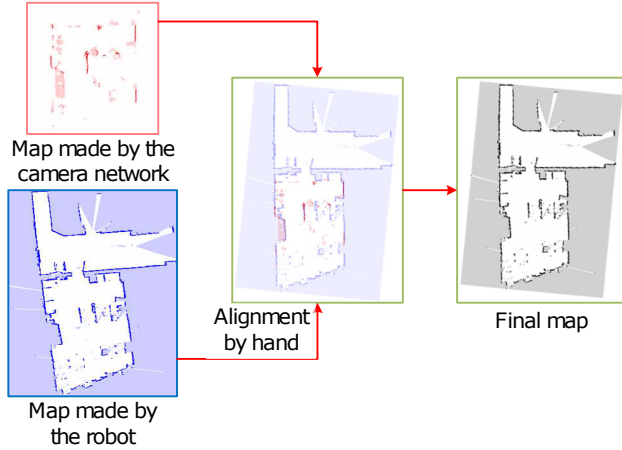 Map made by the
camera network
Alignment
by hand
Final map
Map made by
the robot